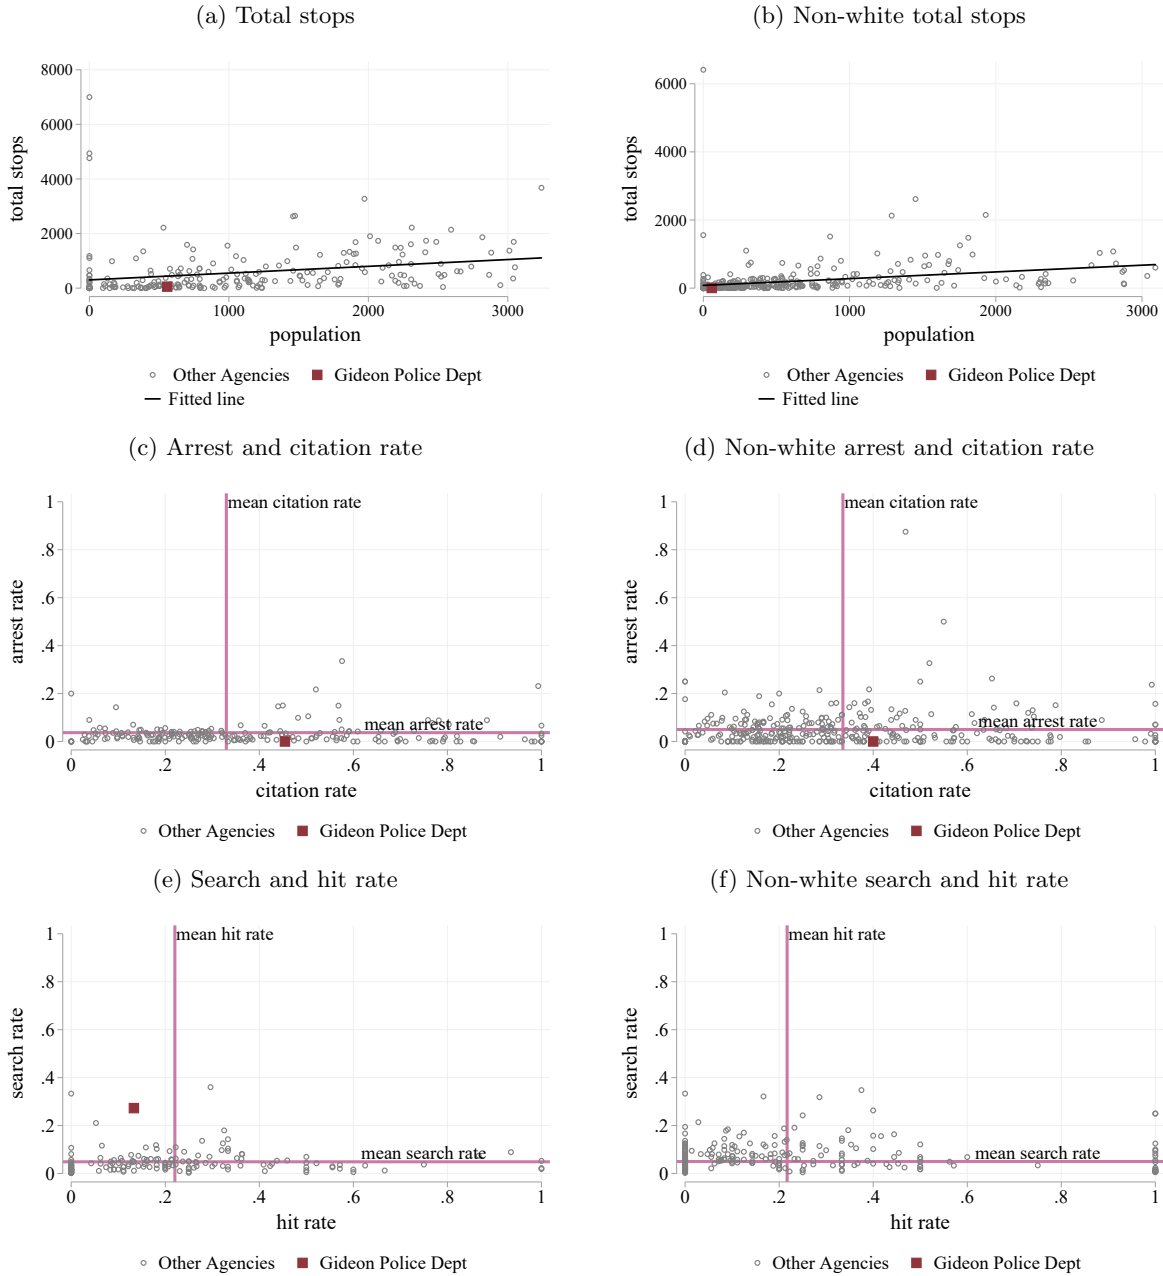 (a) Total stops
(b) Non-white total stops
8000
6000
4000
2000
0
total stops
0 1000 2000 3000
population
Other Agencies Gideon Police Dept
Fitted line
6000
4000
2000
0
total stops
0 1000 2000 3000
population
Other Agencies Gideon Police Dept
Fitted line
(c) Arrest and citation rate
(d) Non-white arrest and citation rate
1
.8
.6
.4
.2
0
arrest rate
mean citation rate
mean arrest rate
0 .2 .4 .6 .8 1
citation rate
Other Agencies Gideon Police Dept
1
.8
.6
.4
.2
0
arrest rate
mean citation rate
mean arrest rate
0 .2 .4 .6 .8 1
citation rate
Other Agencies Gideon Police Dept
(e) Search and hit rate
(f) Non-white search and hit rate
1
.8
.6
.4
.2
0
search rate
mean hit rate
mean search rate
0 .2 .4 .6 .8 1
hit rate
Other Agencies Gideon Police Dept
1
.8
.6
.4
.2
0
search rate
mean hit rate
mean search rate
0 .2 .4 .6 .8 1
hit rate
Other Agencies Gideon Police Dept